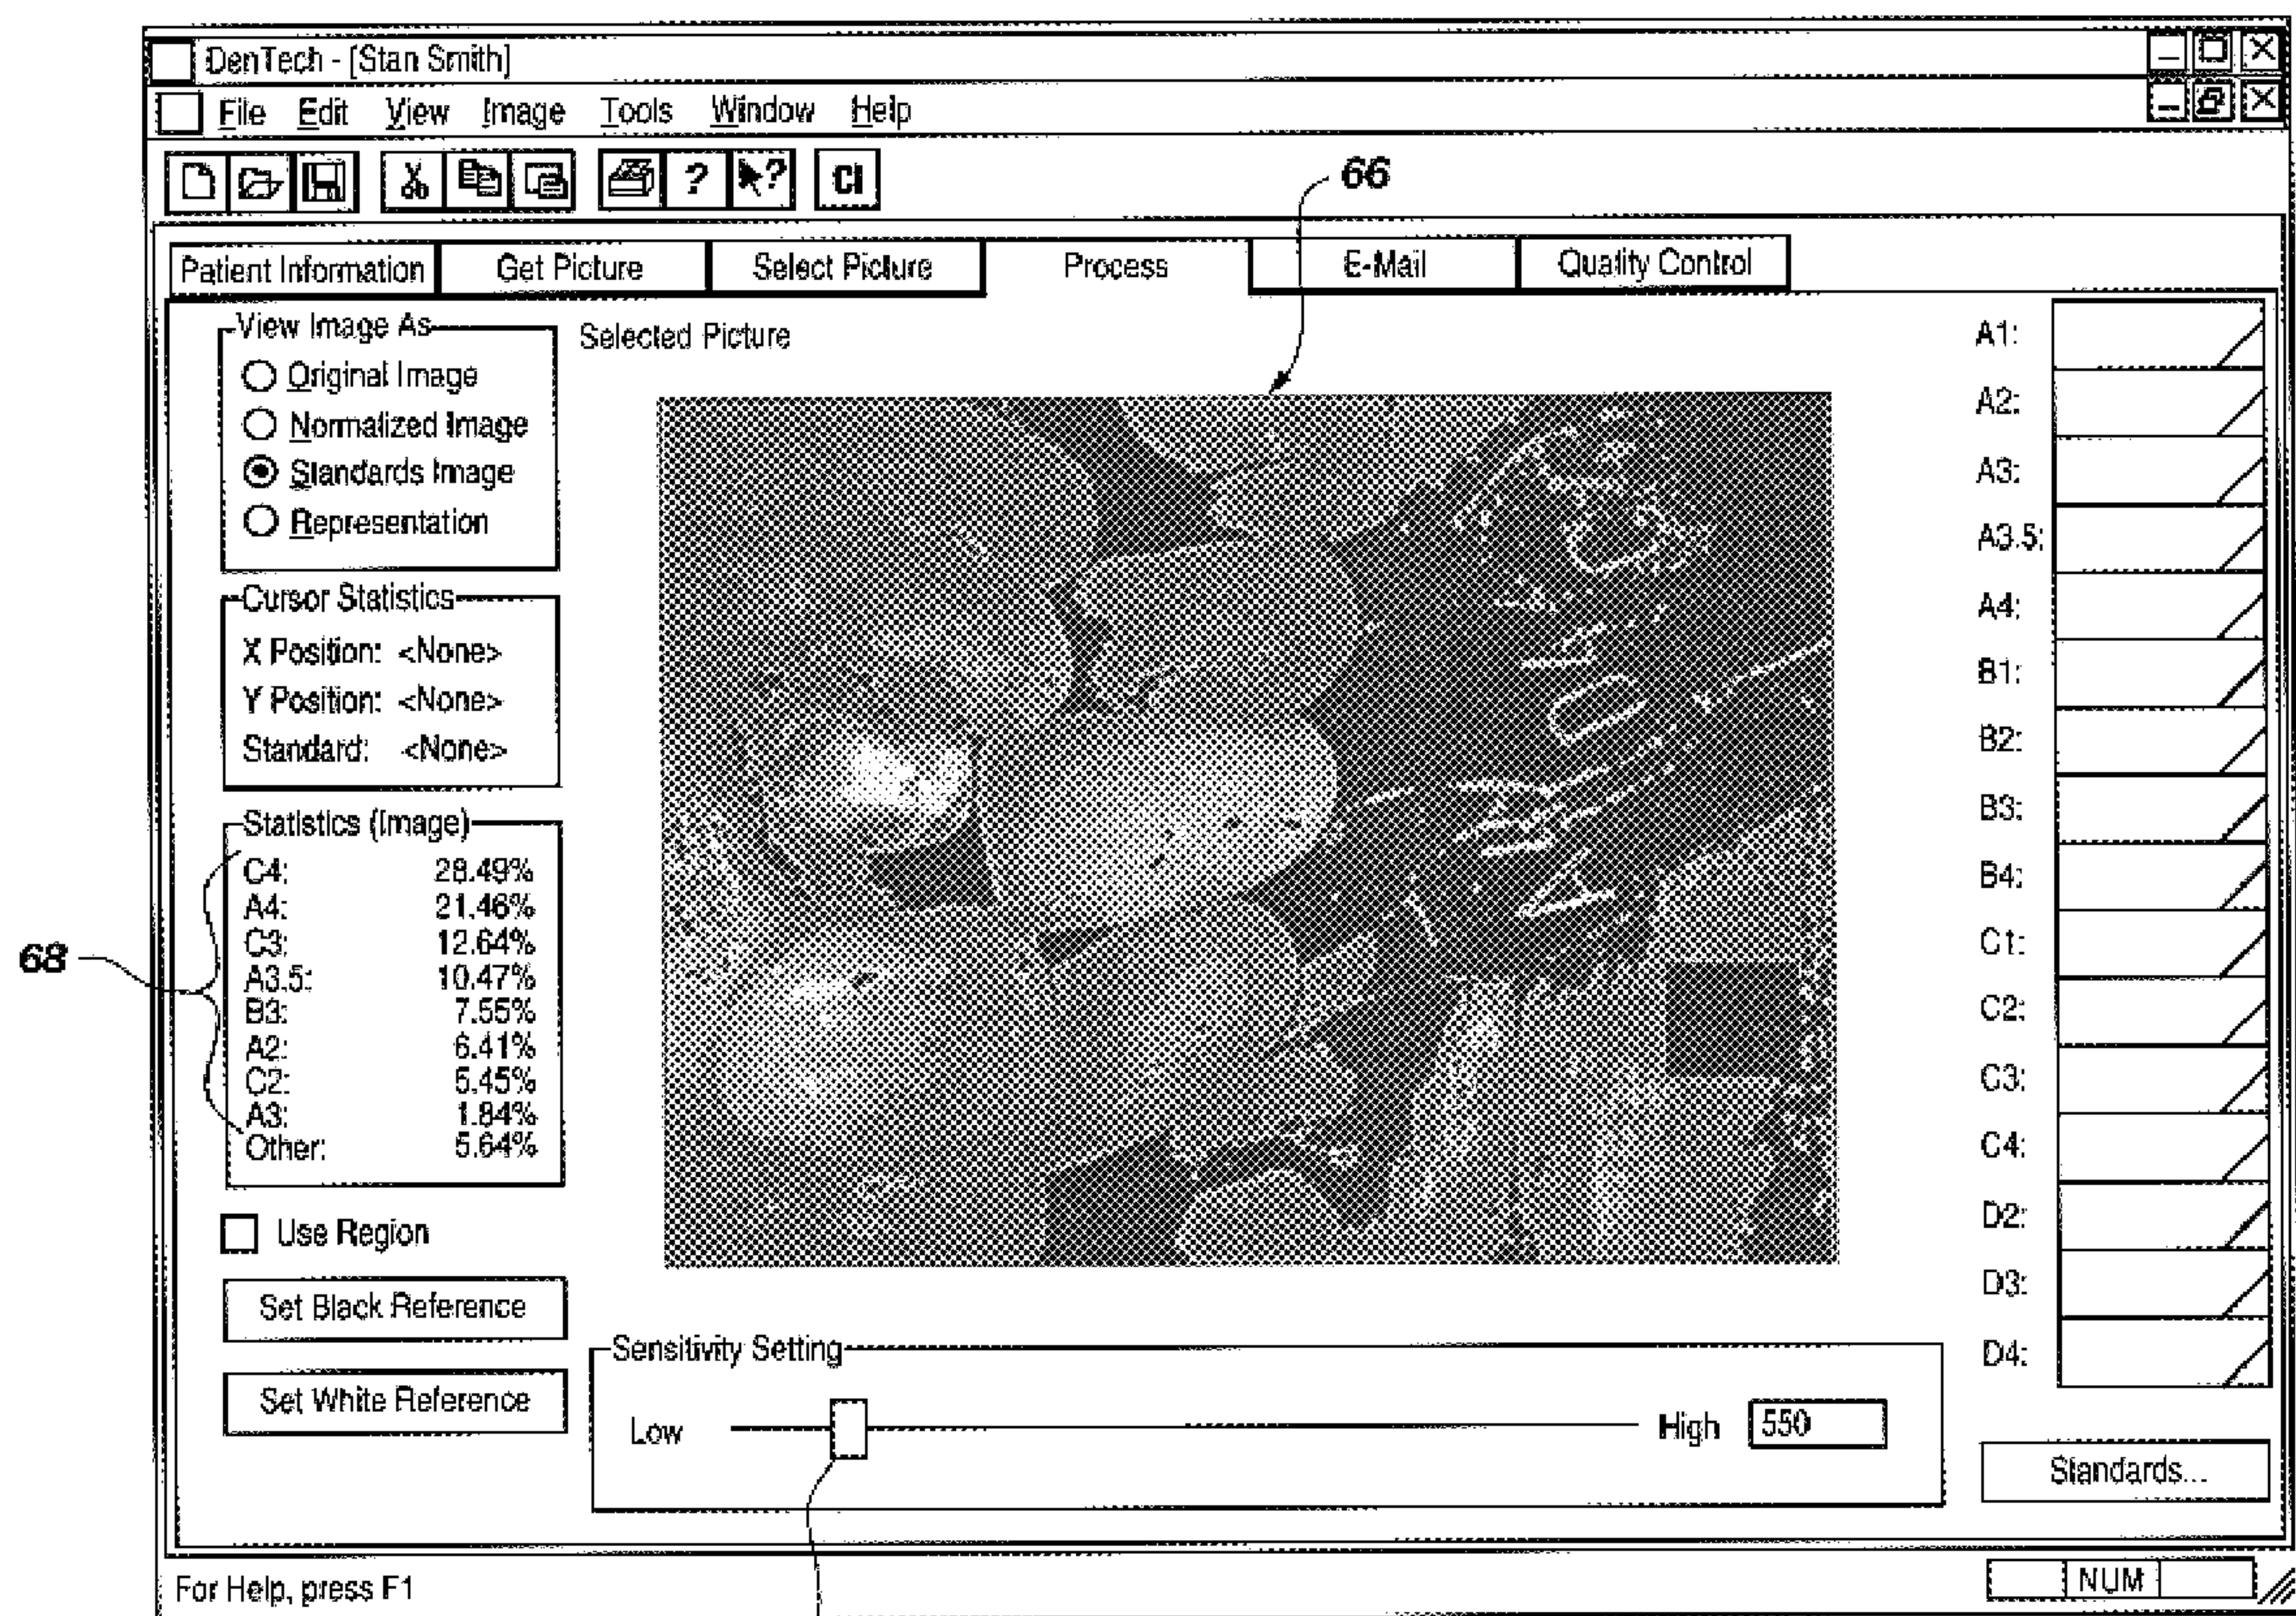 DenTech - [Stan Smith]
File Edit View Image Tools Window Help
? ? CI
66
Patient Information Get Picture Select Picture Process E-Mail Quality Control
View Image As
Original Image
Normalized Image
Standards Image
Representation
Selected Picture
Cursor Statistics
X Position: <None>
Y Position: <None>
Standard: <None>
Statistics (Image)
C4: 28.49%
A4: 21.46%
C3: 12.64%
A3.5: 10.47%
B3: 7.55%
A2: 6.41%
C2: 5.45%
A3: 1.84%
Other: 5.64%
68
Use Region
Set Black Reference
Set White Reference
Sensitivity Setting
Low High 550
A1:
A2:
A3:
A3.5:
A4:
B1:
B2:
B3:
B4:
C1:
C2:
C3:
C4:
D2:
D3:
D4:
Standards...
For Help, press F1
NUM